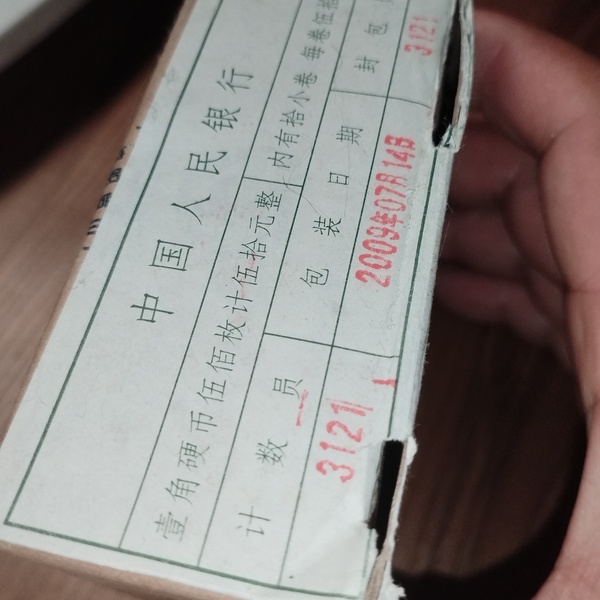 中国人民银行
壹角硬币伍佰枚计伍拾元整
内有拾小卷 每卷伍拾
计数员
包装日期
封包
3121
2009年07月14日
3121